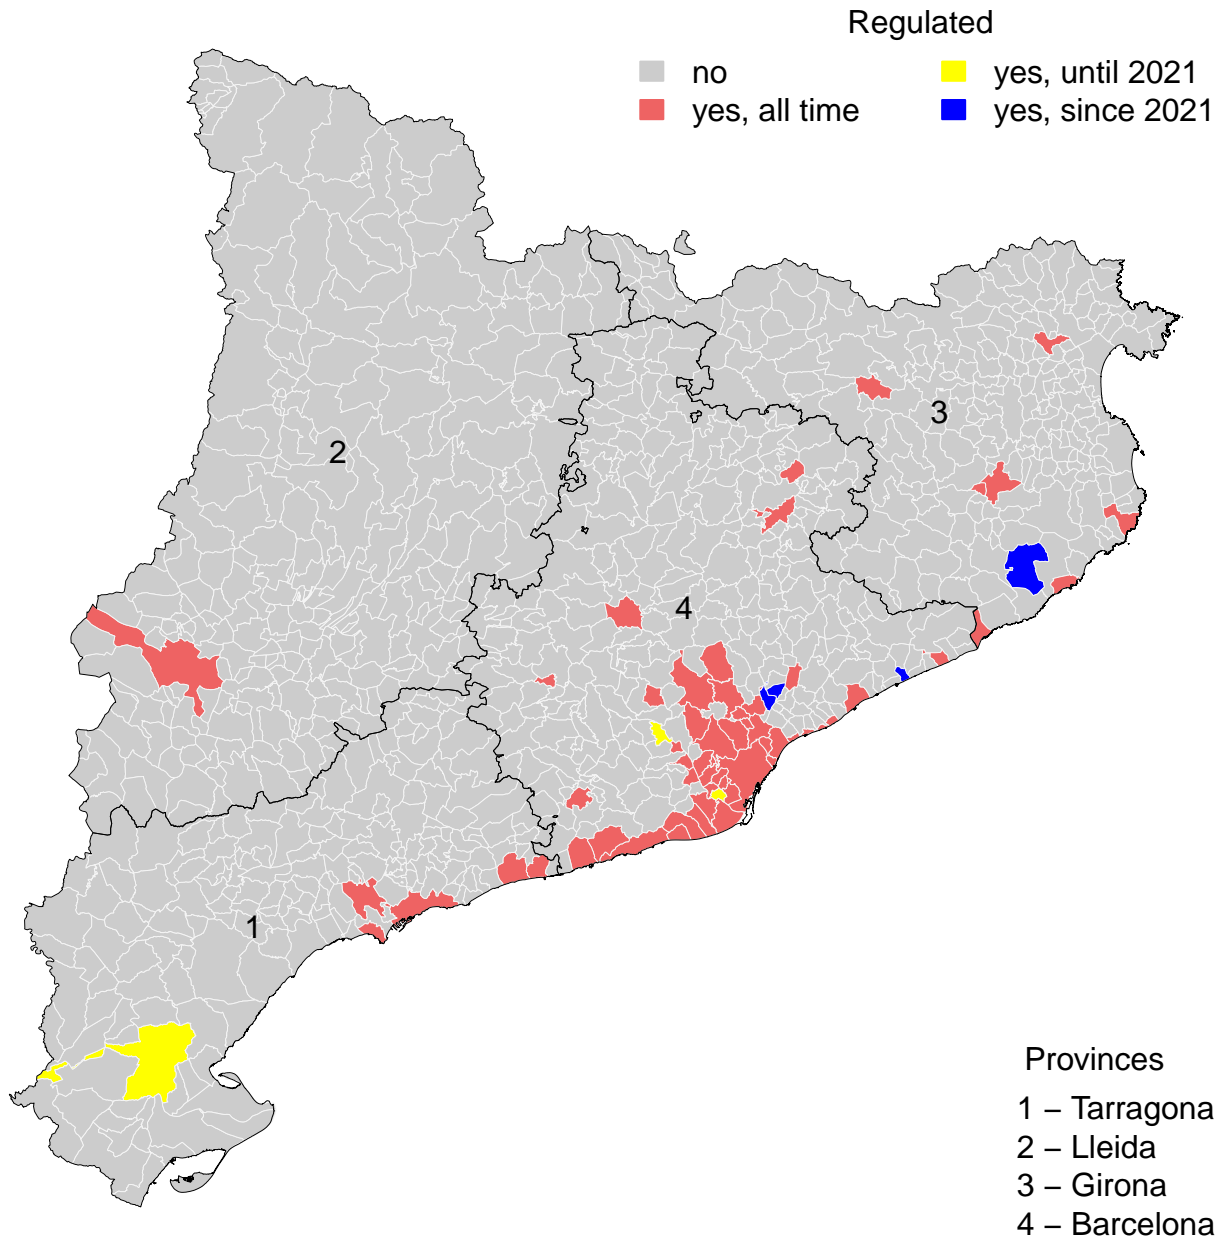 Regulated
no
yes, until 2021
yes, all time
yes, since 2021
3
2
4
1
Provinces
1 – Tarragona
2 – Lleida
3 – Girona
4 – Barcelona